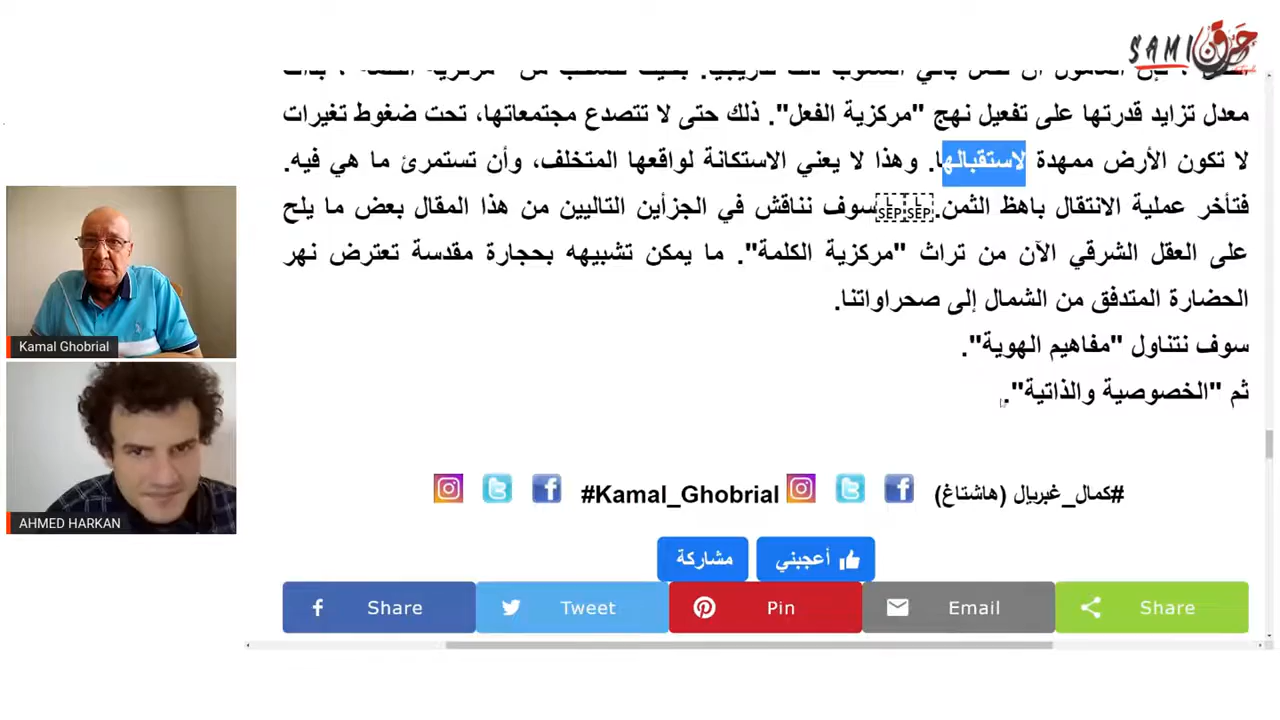 SAMI
معدل تزايد قدرتها على تفعيل نهج "مركزية الفعل". ذلك حتى لا تتصدع مجتمعاتها، تحت ضغوط تغيرات
لا تكون الأرض ممهدة لاستقبالها. وهذا لا يعني الاستكانة لواقعها المتخلف، وأن تستمرئ ما هي فيه.
فتأخر عملية الانتقال باهظ الثمن. سوف نناقش في الجزأين التاليين من هذا المقال بعض ما يلح
على العقل الشرقي الآن من تراث "مركزية الكلمة". ما يمكن تشبيهه بحجارة مقدسة تعترض نهر
الحضارة المتدفق من الشمال إلى صحراواتنا.
سوف نتناول "مفاهيم الهوية".
ثم "الخصوصية والذاتية".
Kamal Ghobrial
AHMED HARKAN
#كمال_غبريال (هاشتاغ) #Kamal_Ghobrial
أعجبني مشاركة
Share Tweet Pin Email Share